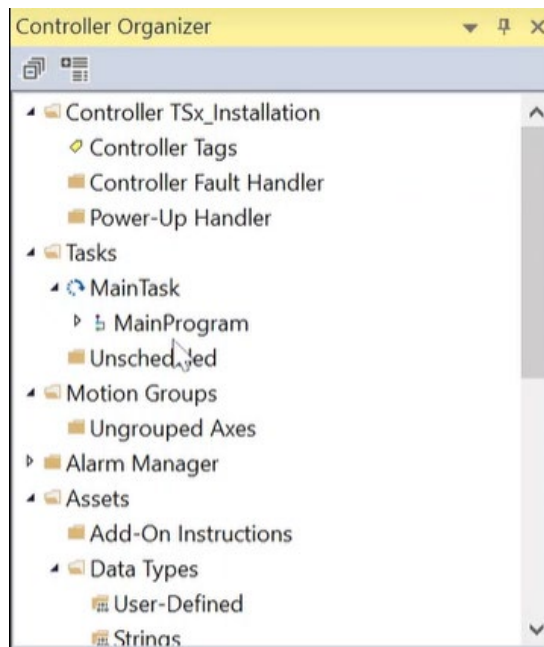 Controller Organizer
Controller TSx_Installation
Controller Tags
Controller Fault Handler
Power-Up Handler
Tasks
MainTask
MainProgram
Unscheduled
Motion Groups
Ungrouped Axes
Alarm Manager
Assets
Add-On Instructions
Data Types
User-Defined
Strings